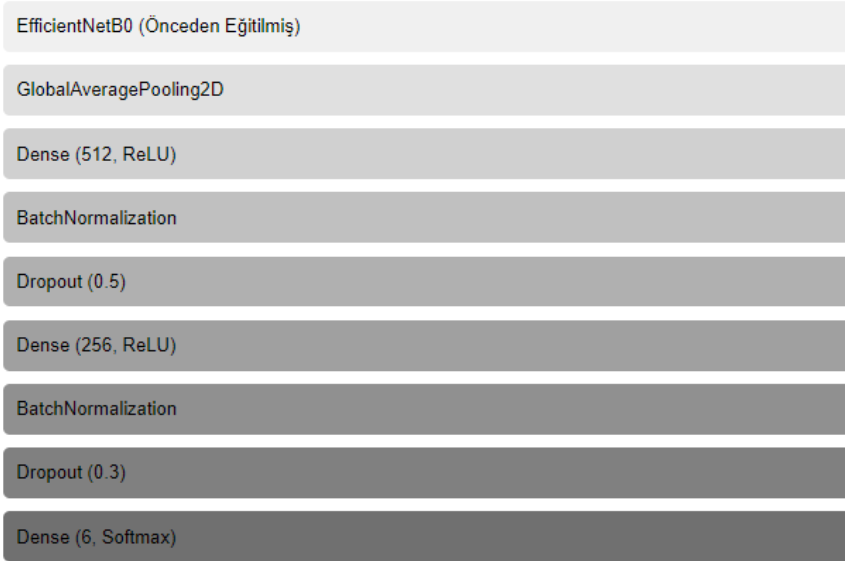 EfficientNetB0 (Önceden Eğitilmiş)
GlobalAveragePooling2D
Dense (512, ReLU)
BatchNormalization
Dropout (0.5)
Dense (256, ReLU)
BatchNormalization
Dropout (0.3)
Dense (6, Softmax)